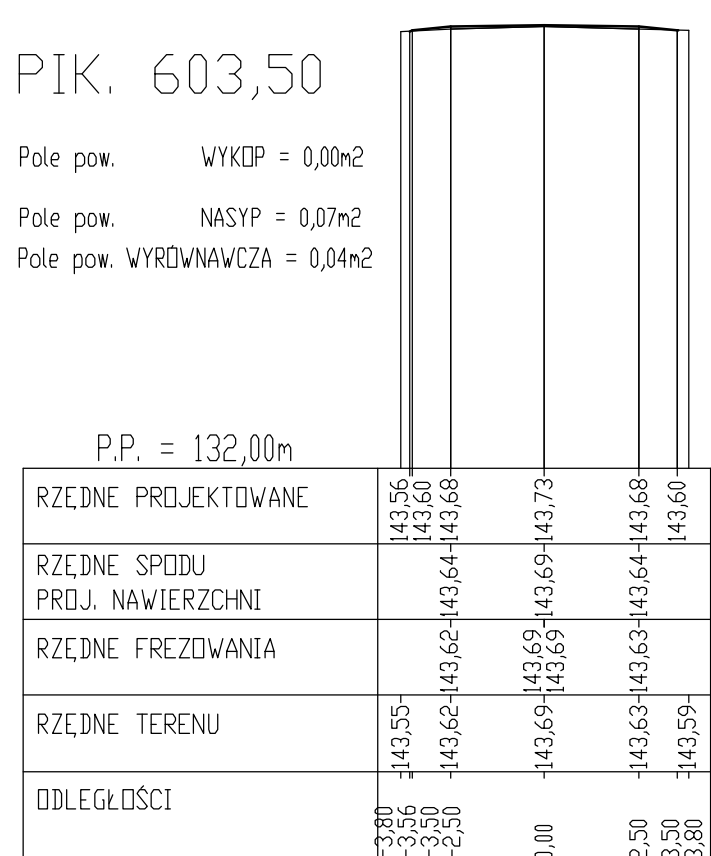 PIK. 603,50
Pole pow. WYKOP = 0,00m2
Pole pow. NASYP = 0,07m2
Pole pow. WYRÓWNAWCZA = 0,04m2
P.P. = 132,00m
RZĘDNE PROJEKTOWANE 143,56 143,60 143,68 143,73 143,68 143,60
RZĘDNE SPODU 143,64 143,69 143,64
PROJ. NAWIERZCHNI
RZĘDNE FREZOWANIA 143,62 143,69 143,69 143,63
RZĘDNE TERENU 143,55 143,62 143,69 143,63 143,59
ODLEGŁOŚCI -3,80 -3,56 -3,50 -2,50 0,00 2,50 3,50 3,80